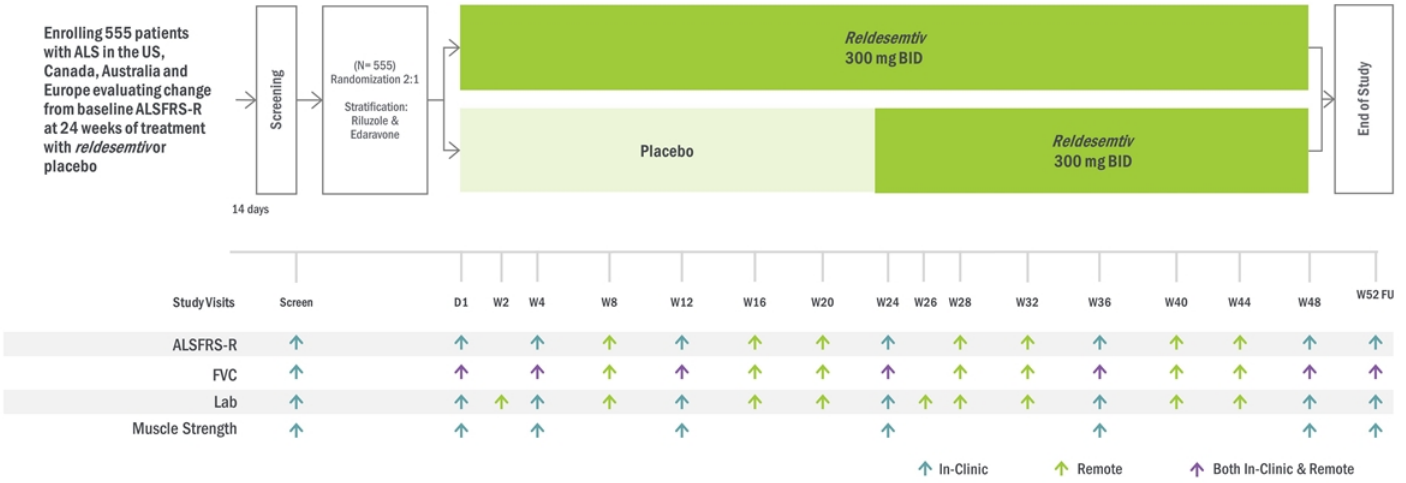 Enrolling 555 patients
with ALS in the US,
Canada, Australia and
Europe evaluating change
from baseline ALSFRS-R
at 24 weeks of treatment
with reldesemtivor
placebo
Screening
14 days
(N= 555)
Randomization 2:1
Stratification:
Riluzole &
Edaravone
Reldesemtiv
300 mg BID
Placebo
Reldesemtiv
300 mg BID
End of Study
Study Visits Screen D1 W2 W4 W8 W12 W16 W20 W24 W26 W28 W32 W36 W40 W44 W48 W52 FU
ALSFRS-R
FVC
Lab
Muscle Strength
In-Clinic Remote Both In-Clinic & Remote